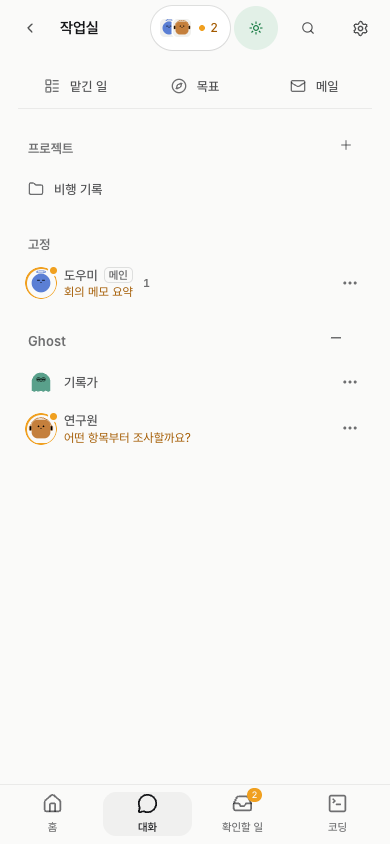 작업실
2
맡긴 일
목표
메일
프로젝트
비행 기록
고정
도우미 메인
회의 메모 요약
1
Ghost
기록가
연구원
어떤 항목부터 조사할까요?
홈
대화
2
확인할 일
코딩